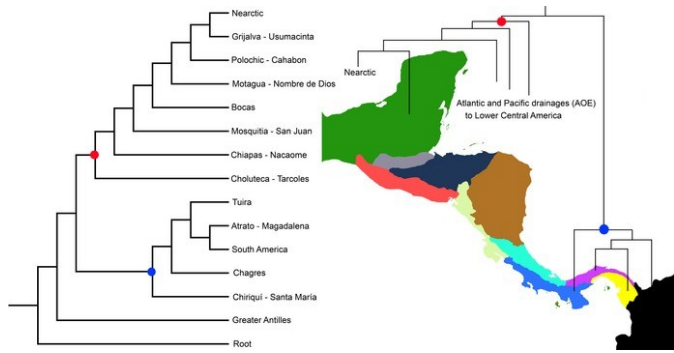 Nearctic
Grijalva - Usumacinta
Polochic - Cahabon
Motagua - Nombre de Dios
Bocas
Mosquitia - San Juan
Chiapas - Nacaome
Choluteca - Tarcoles
Tuira
Atrato - Magadalena
South America
Chagres
Chiriquí - Santa María
Greater Antilles
Root
Nearctic
Atlantic and Pacific drainages (AOE)
to Lower Central America